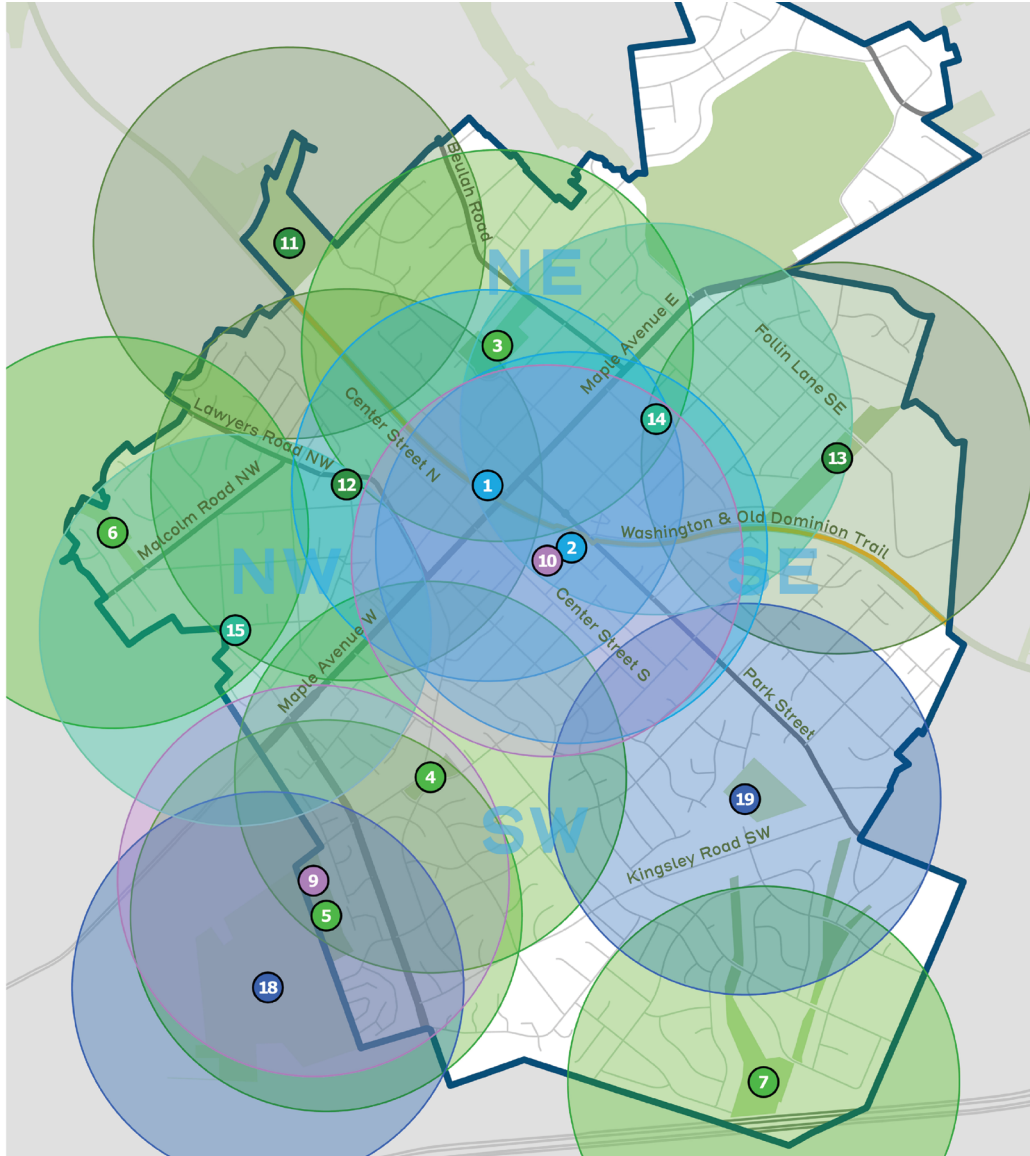 Beulah Road
11
NE
Maple Avenue E
3
Follin Lane SE
Center Street N
14
Lawyers Road NW
13
12
1
Malcolm Road NW
6
Washington & Old Dominion Trail
2
10
NW
SE
Center Street S
15
Maple Avenue W
Park Street
4
19
SW
Kingsley Road SW
9
5
18
7